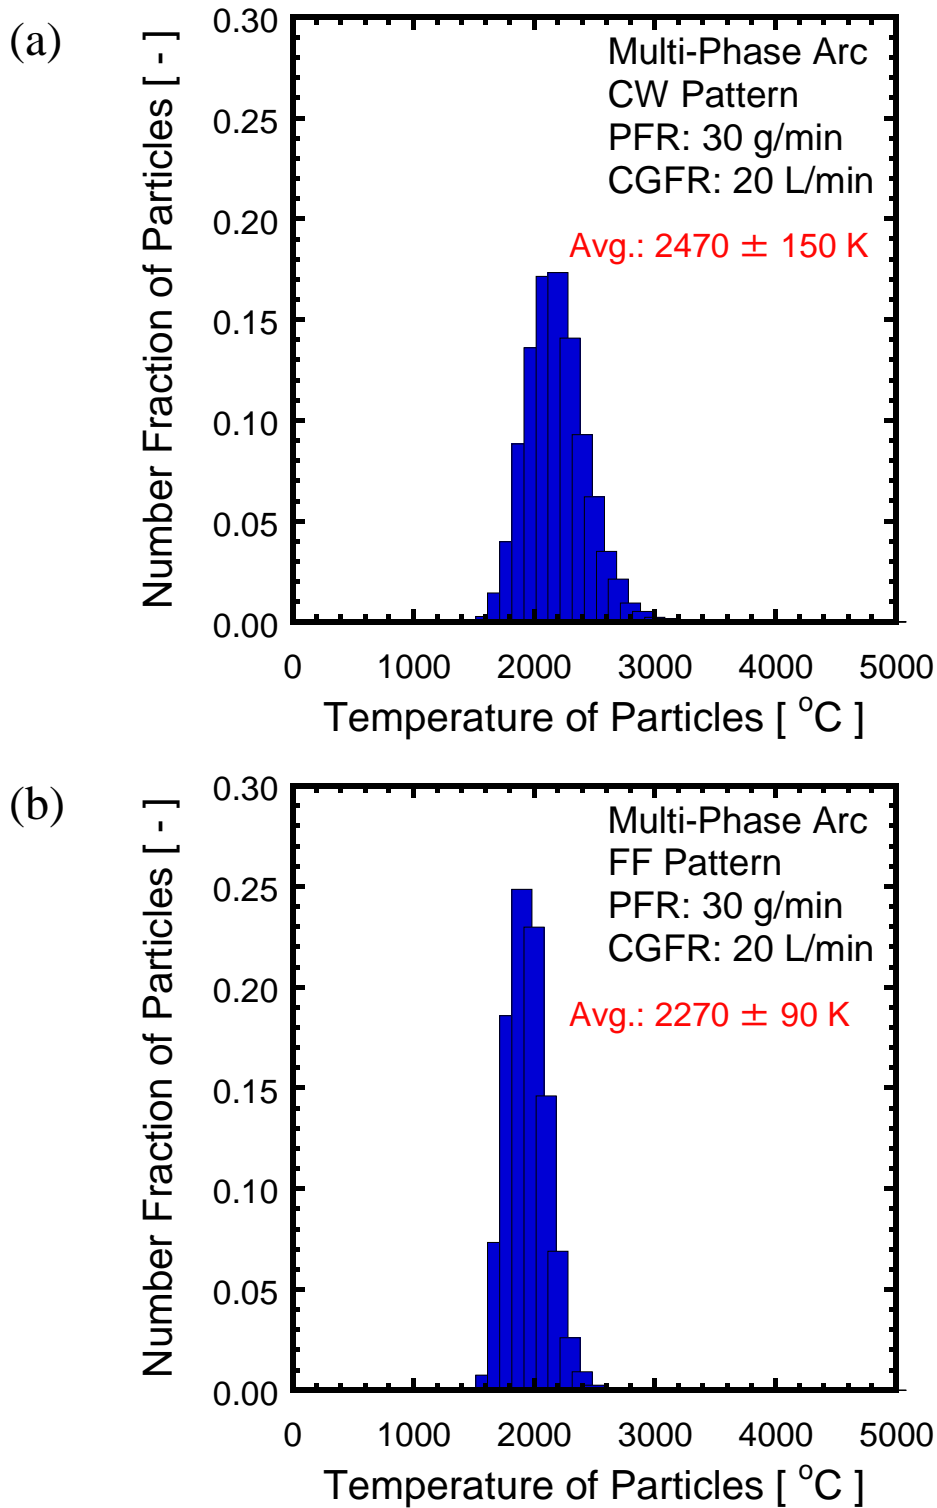 (a)
Number Fraction of Particles [ - ]
0.30
0.25
0.20
0.15
0.10
0.05
0.00
Multi-Phase Arc
CW Pattern
PFR: 30 g/min
CGFR: 20 L/min
Avg.: 2470 ± 150 K
0 1000 2000 3000 4000 5000
Temperature of Particles [ °C ]
(b)
Number Fraction of Particles [ - ]
0.30
0.25
0.20
0.15
0.10
0.05
0.00
Multi-Phase Arc
FF Pattern
PFR: 30 g/min
CGFR: 20 L/min
Avg.: 2270 ± 90 K
0 1000 2000 3000 4000 5000
Temperature of Particles [ °C ]